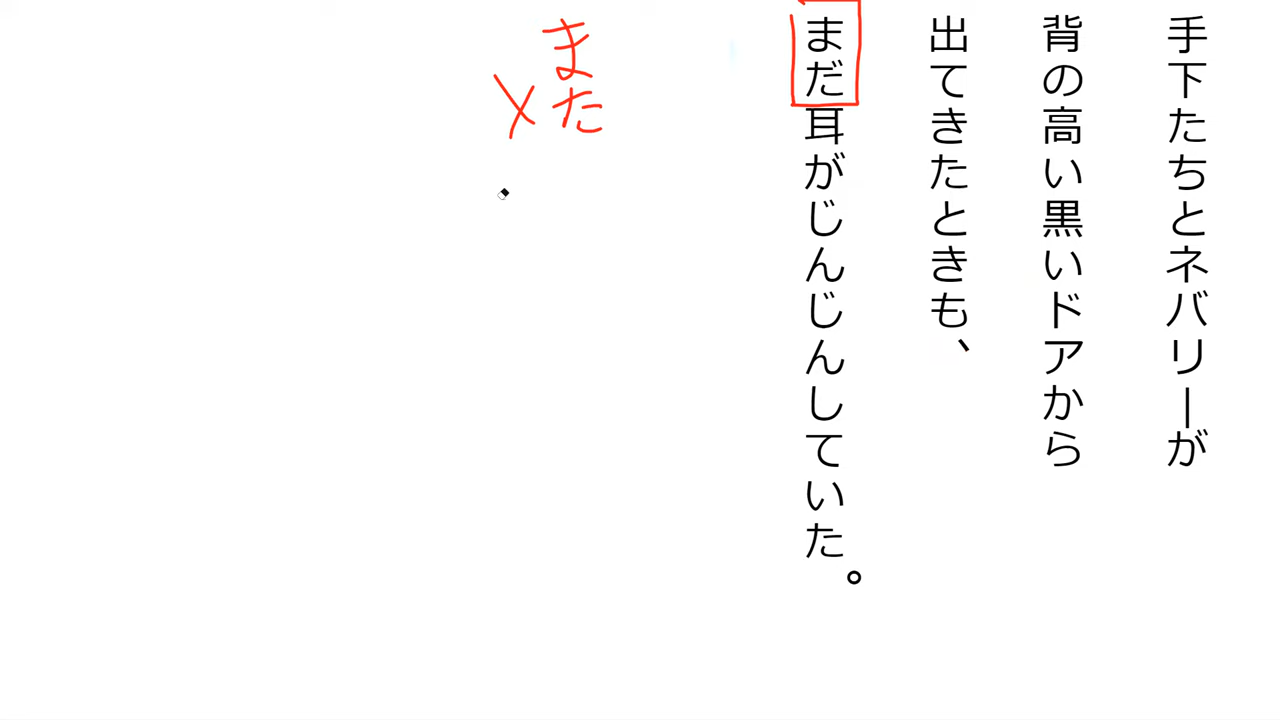 手下たちとネバリーが
背の高い黒いドアから
出てきたときも、
まだ耳がじんじんしていた。
また
×